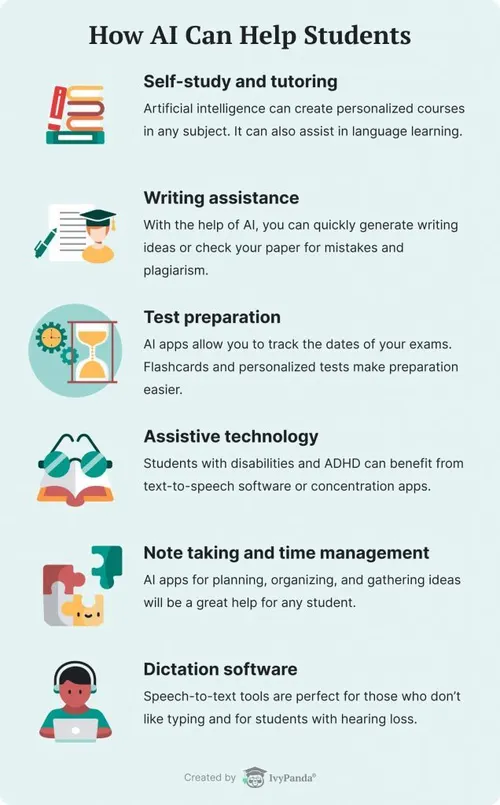 How AI Can Help Students
Self-study and tutoring
Artificial intelligence can create personalized courses
in any subject. It can also assist in language learning.
Writing assistance
With the help of AI, you can quickly generate writing
ideas or check your paper for mistakes and
plagiarism.
Test preparation
AI apps allow you to track the dates of your exams.
Flashcards and personalized tests make preparation
easier.
Assistive technology
Students with disabilities and ADHD can benefit from
text-to-speech software or concentration apps.
Note taking and time management
AI apps for planning, organizing, and gathering ideas
will be a great help for any student.
Dictation software
Speech-to-text tools are perfect for those who don’t
like typing and for students with hearing loss.
Created by IvyPanda®